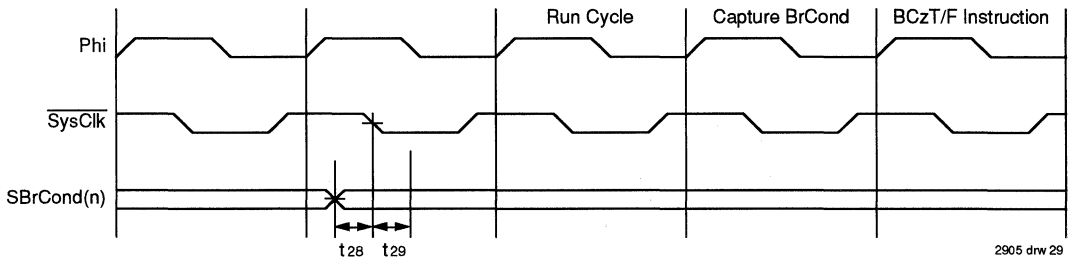 Run Cycle
Capture BrCond
BCzT/F Instruction
Phi
SysClk
SBrCond(n)
t28
t29
2905 drw 29